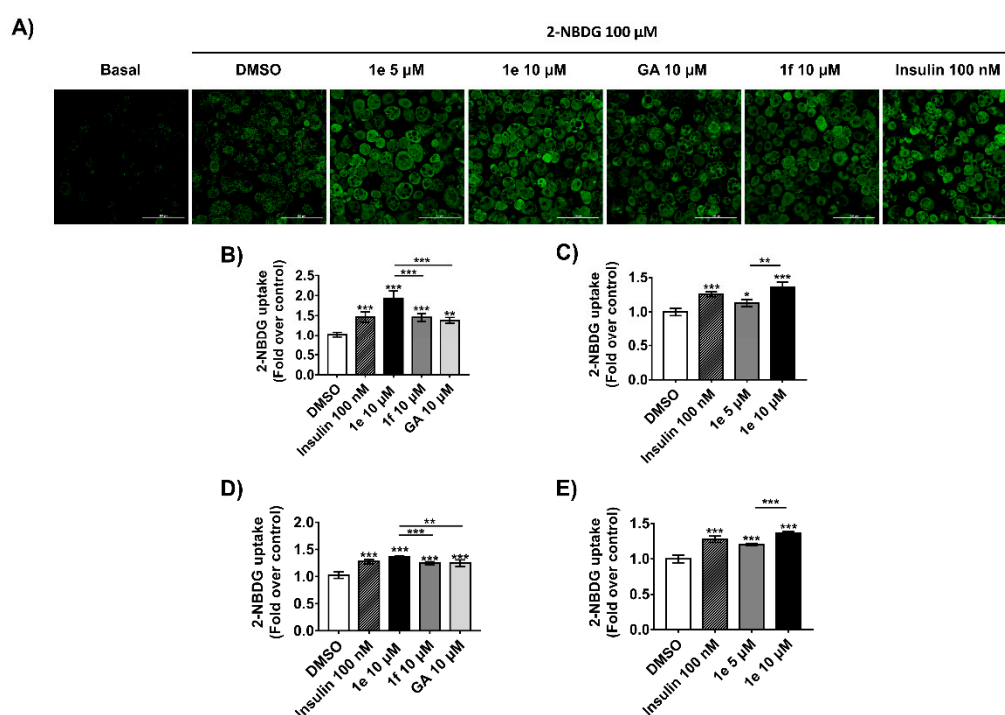 A)
2-NBDG 100 µM
Basal DMSO 1e 5 µM 1e 10 µM GA 10 µM 1f 10 µM Insulin 100 nM
B)
2-NBDG uptake
(Fold over control)
2.5
2.0
1.5
1.0
0.5
0.0
***
***
***
***
***
**
DMSO
Insulin 100 nM
1e 10 µM
1f 10 µM
GA 10 µM
C)
2-NBDG uptake
(Fold over control)
1.5
1.0
0.5
0.0
**
***
*
***
DMSO
Insulin 100 nM
1e 5 µM
1e 10 µM
D)
2-NBDG uptake
(Fold over control)
2.0
1.5
1.0
0.5
0.0
**
***
***
***
***
***
DMSO
Insulin 100 nM
1e 10 µM
1f 10 µM
GA 10 µM
E)
2-NBDG uptake
(Fold over control)
1.5
1.0
0.5
0.0
***
***
***
***
DMSO
Insulin 100 nM
1e 5 µM
1e 10 µM